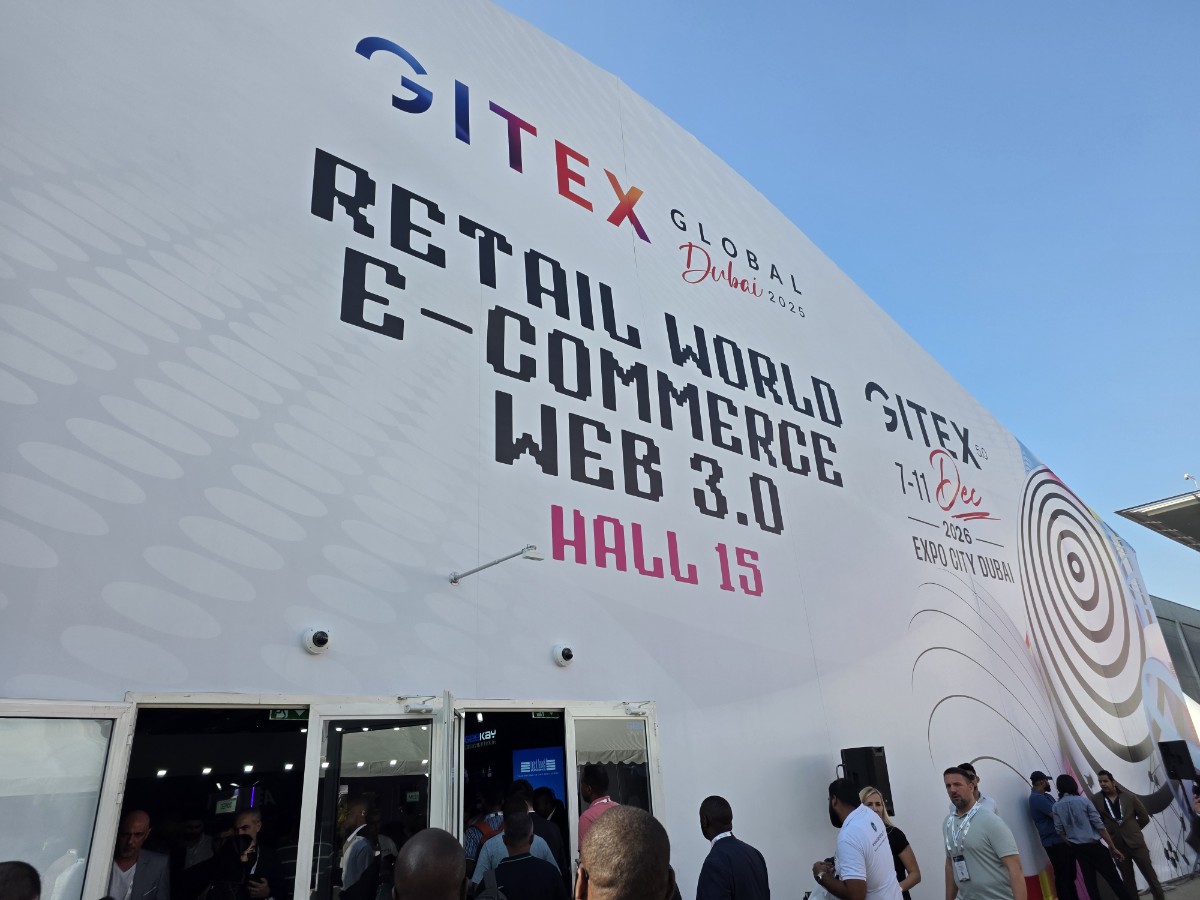 GITEX GLOBAL
Dubai 2025
RETAIL WORLD
E-COMMERCE
WEB 3.0
HALL 15
GITEX
7-11 Dec
2026
EXPO CITY DUBAI